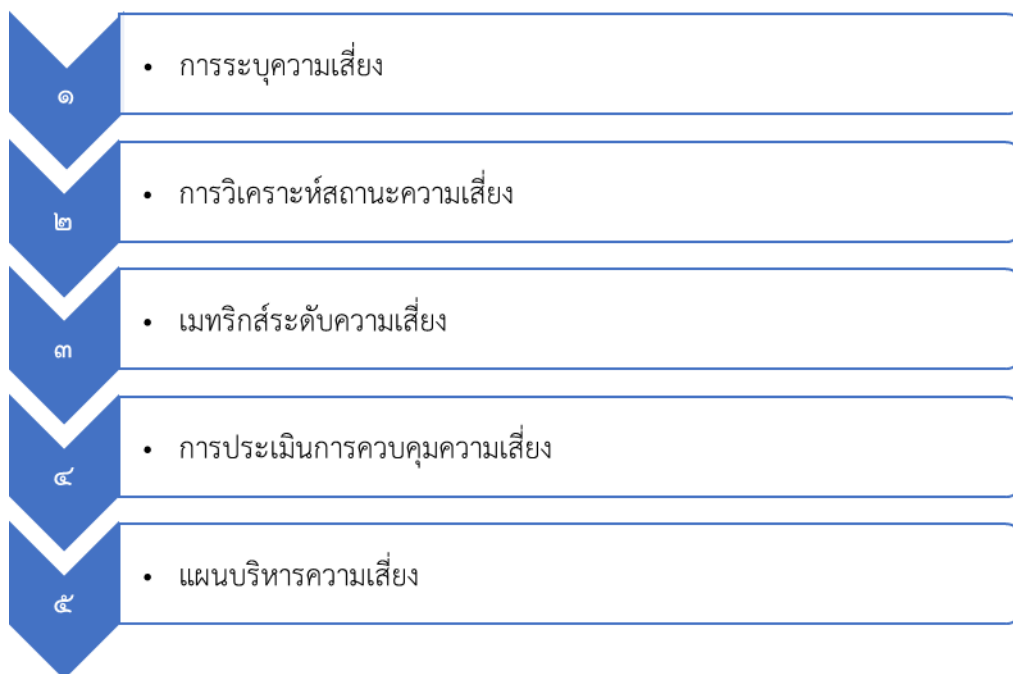 ๑
• การระบุความเสี่ยง
๒
• การวิเคราะห์สถานะความเสี่ยง
๓
• เมทริกส์ระดับความเสี่ยง
๔
• การประเมินการควบคุมความเสี่ยง
๕
• แผนบริหารความเสี่ยง